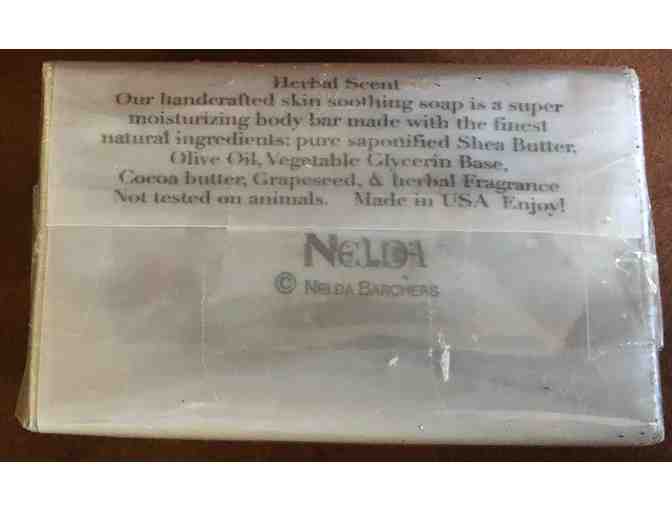 Herbal Scent
Our handcrafted skin soothing soap is a super
moisturizing body bar made with the finest
natural ingredients: pure saponified Shea Butter,
Olive Oil, Vegetable Glycerin Base,
Cocoa butter, Grapeseed, & herbal Fragrance
Not tested on animals. Made in USA Enjoy!
NELDA
© NELDA BARCHERS